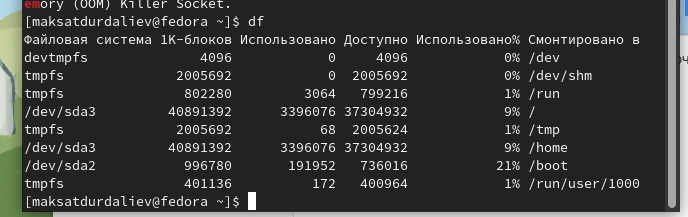 emory (OOM) Killer Socket.
[maksatdurdaliev@fedora ~]$ df
Файловая система 1K-блоков Использовано Доступно Использовано% Cмонтировано в
devtmpfs 4096 0 4096 0% /dev
tmpfs 2005692 0 2005692 0% /dev/shm
tmpfs 802280 3064 799216 1% /run
/dev/sda3 40891392 3396076 37304932 9% /
tmpfs 2005692 68 2005624 1% /tmp
/dev/sda3 40891392 3396076 37304932 9% /home
/dev/sda2 996780 191952 736016 21% /boot
tmpfs 401136 172 400964 1% /run/user/1000
[maksatdurdaliev@fedora ~]$